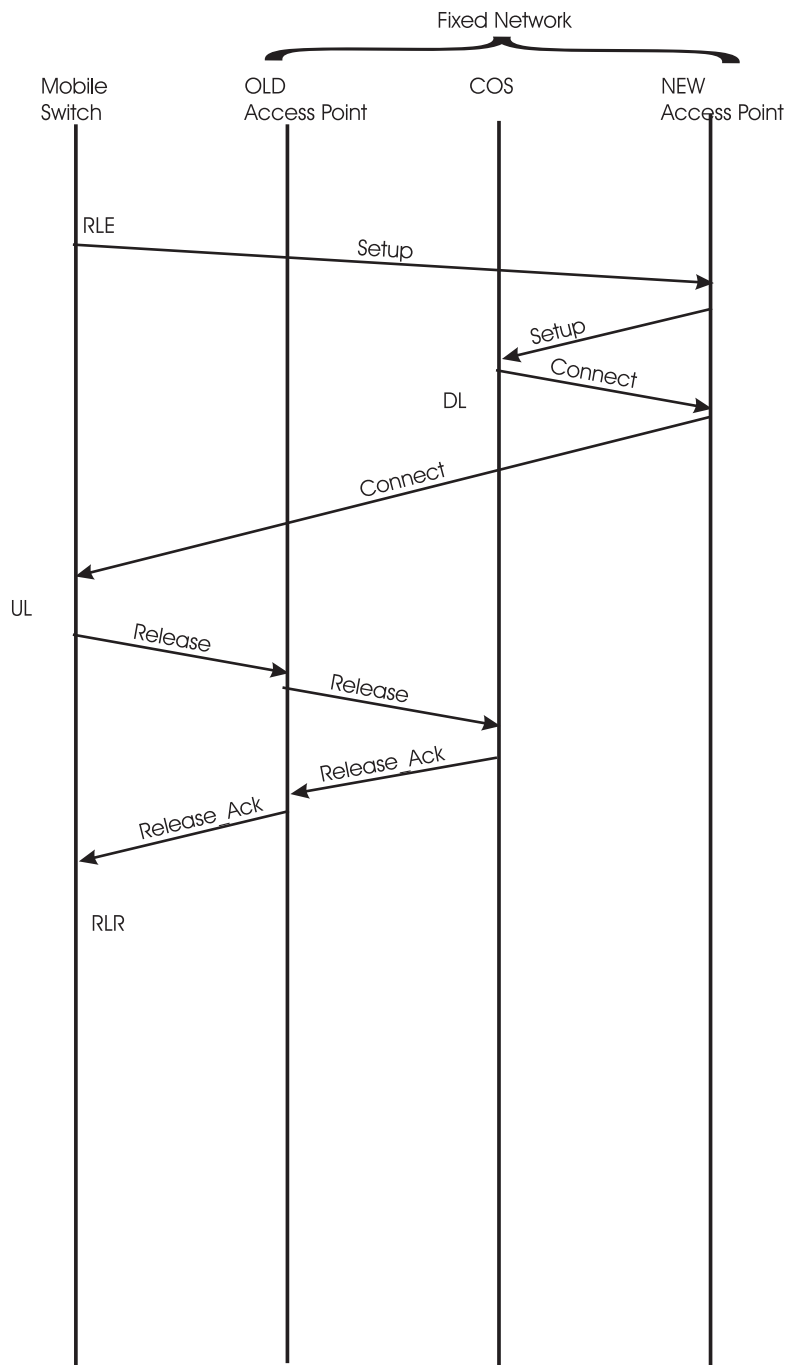 Fixed Network
Mobile
Switch
OLD
Access Point
COS
NEW
Access Point
RLE
Setup
Setup
Connect
DL
Connect
UL
Release
Release
Release_Ack
Release_Ack
RLR